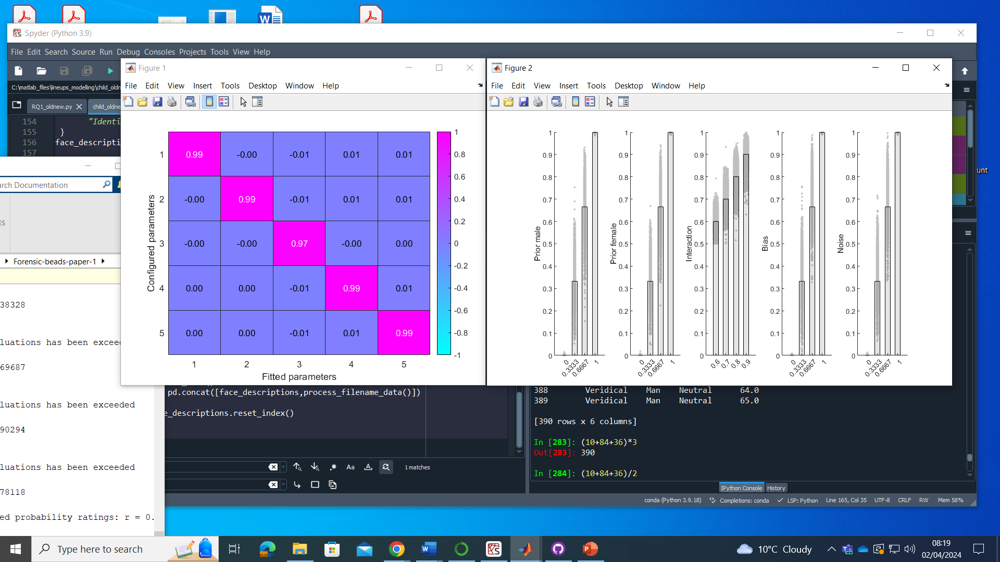 Spyder (Python 3.9)
File Edit Search Source Run Debug Consoles Projects Tools View Help
C:\matlab_files\lineups_modelling\child_oldn
RQ1_oldnew.py
child_oldne
154 "Identi
155 }
156 face_descripti
157
Figure 1
File Edit View Insert Tools Desktop Window Help
Configured parameters
1 0.99 -0.00 -0.01 0.01 0.01
2 -0.00 0.99 -0.01 0.01 0.01
3 -0.00 -0.00 0.97 -0.00 0.00
4 0.00 0.00 -0.01 0.99 0.01
5 0.00 0.00 -0.01 0.01 0.99
1 2 3 4 5
Fitted parameters
1
0.8
0.6
0.4
0.2
0
-0.2
-0.4
-0.6
-0.8
-1
Figure 2
File Edit View Insert Tools Desktop Window Help
Prior male
1
0.9
0.8
0.7
0.6
0.5
0.4
0.3
0.2
0.1
0
0 0.3333 0.6667 1
Prior female
1
0.9
0.8
0.7
0.6
0.5
0.4
0.3
0.2
0.1
0
0 0.3333 0.6667 1
Interaction
1
0.9
0.8
0.7
0.6
0.5
0.4
0.3
0.2
0.1
0
0.6 0.7 0.8 0.9
Bias
1
0.9
0.8
0.7
0.6
0.5
0.4
0.3
0.2
0.1
0
0 0.3333 0.6667 1
Noise
1
0.9
0.8
0.7
0.6
0.5
0.4
0.3
0.2
0.1
0
0 0.3333 0.6667 1
unt
arch Documentation
ES
Forensic-beads-paper-1
38328
luations has been exceed
69687
luations has been exceeded
90294
luations has been exceeded
78118
ed probability ratings: r = 0.
pd.concat([face_descriptions,process_filename_data()])
e_descriptions.reset_index()
Aa
1 matches
388 Veridical Man Neutral 64.0
389 Veridical Man Neutral 65.0
[390 rows x 6 columns]
In [283]: (10+84+36)*3
Out[283]: 390
In [284]: (10+84+36)/2
IPython Console History
conda (Python 3.9.18) Completions: conda LSP: Python Line 165, Col 35 UTF-8 CRLF RW Mem 58%
Type here to search
10°C Cloudy
08:19
02/04/2024